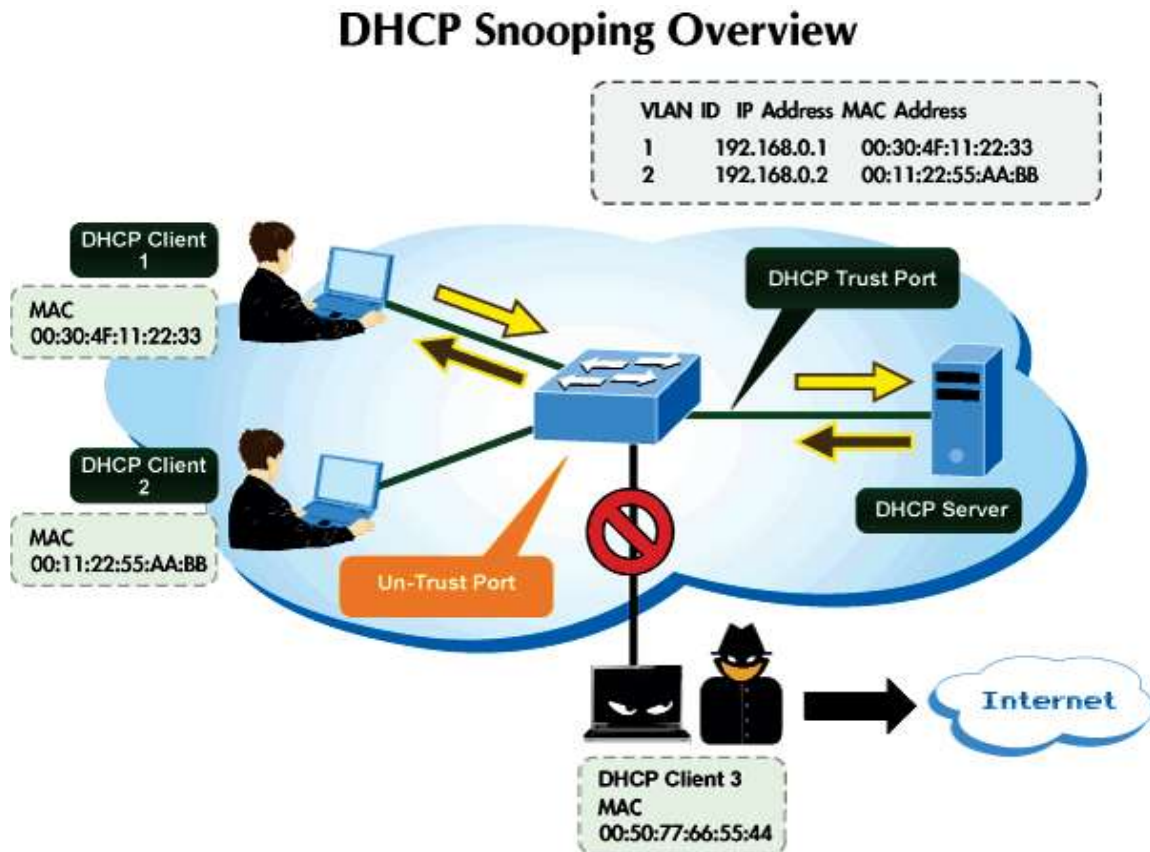 DHCP Snooping Overview
VLAN ID IP Address MAC Address
1 192.168.0.1 00:30:4F:11:22:33
2 192.168.0.2 00:11:22:55:AA:BB
DHCP Client
1
MAC
00:30:4F:11:22:33
DHCP Trust Port
DHCP Client
2
MAC
00:11:22:55:AA:BB
DHCP Server
Un-Trust Port
Internet
DHCP Client 3
MAC
00:50:77:66:55:44